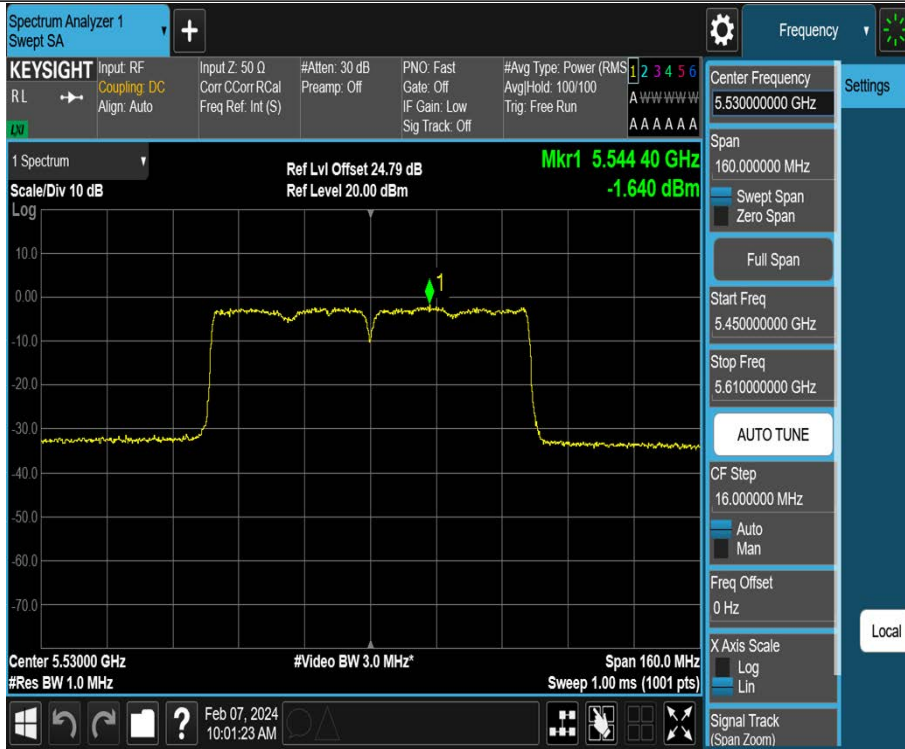 Spectrum Analyzer 1
Swept SA
+
Frequency
KEYSIGHT
R L
LXI
Input: RF
Coupling: DC
Align: Auto
Input Z: 50 Ω
Corr CCorr RCal
Freq Ref: Int (S)
#Atten: 30 dB
Preamp: Off
PNO: Fast
Gate: Off
IF Gain: Low
Sig Track: Off
#Avg Type: Power (RMS
Avg|Hold: 100/100
Trig: Free Run
1 2 3 4 5 6
A W W W W W
A A A A A A
1 Spectrum
Scale/Div 10 dB
Log
Ref Lvl Offset 24.79 dB
Ref Level 20.00 dBm
Mkr1 5.544 40 GHz
-1.640 dBm
10.0
0.00
-10.0
-20.0
-30.0
-40.0
-50.0
-60.0
-70.0
1
Center 5.53000 GHz
#Res BW 1.0 MHz
#Video BW 3.0 MHz*
Span 160.0 MHz
Sweep 1.00 ms (1001 pts)
Center Frequency
5.530000000 GHz
Settings
Span
160.000000 MHz
Swept Span
Zero Span
Full Span
Start Freq
5.450000000 GHz
Stop Freq
5.610000000 GHz
AUTO TUNE
CF Step
16.000000 MHz
Auto
Man
Freq Offset
0 Hz
Local
X Axis Scale
Log
Lin
Signal Track
(Span Zoom)
?
Feb 07, 2024
10:01:23 AM